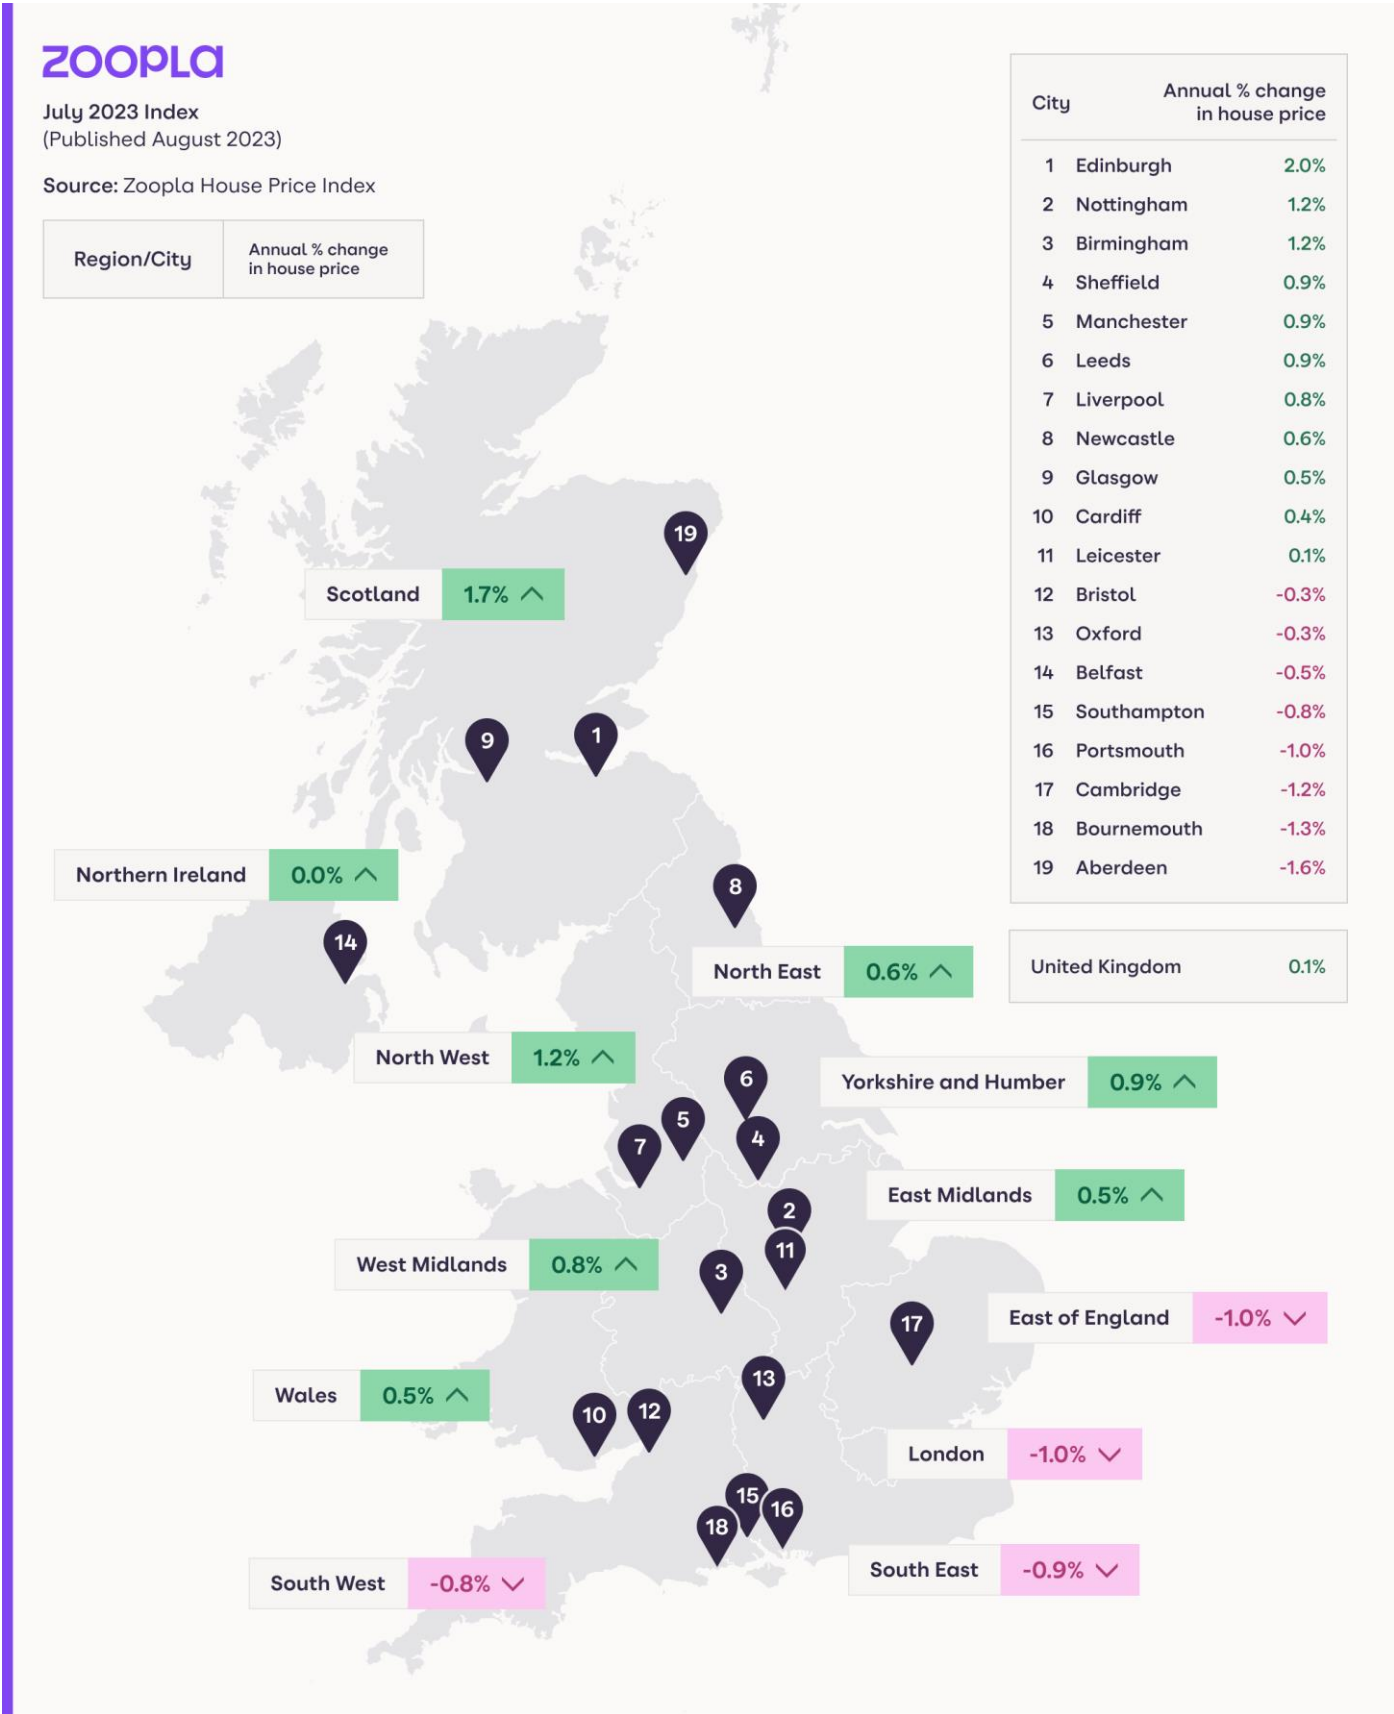 zoopla
July 2023 Index
(Published August 2023)
Source: Zoopla House Price Index
Region/City
Annual % change
in house price
City
Annual % change
in house price
1 Edinburgh 2.0%
2 Nottingham 1.2%
3 Birmingham 1.2%
4 Sheffield 0.9%
5 Manchester 0.9%
6 Leeds 0.9%
7 Liverpool 0.8%
8 Newcastle 0.6%
9 Glasgow 0.5%
10 Cardiff 0.4%
11 Leicester 0.1%
12 Bristol -0.3%
13 Oxford -0.3%
14 Belfast -0.5%
15 Southampton -0.8%
16 Portsmouth -1.0%
17 Cambridge -1.2%
18 Bournemouth -1.3%
19 Aberdeen -1.6%
United Kingdom 0.1%
19
Scotland 1.7%
9
1
Northern Ireland 0.0%
8
14
North East 0.6%
North West 1.2%
6
Yorkshire and Humber 0.9%
5
4
7
East Midlands 0.5%
2
11
West Midlands 0.8%
3
East of England -1.0%
17
13
Wales 0.5%
10
12
London -1.0%
15
16
18
South East -0.9%
South West -0.8%